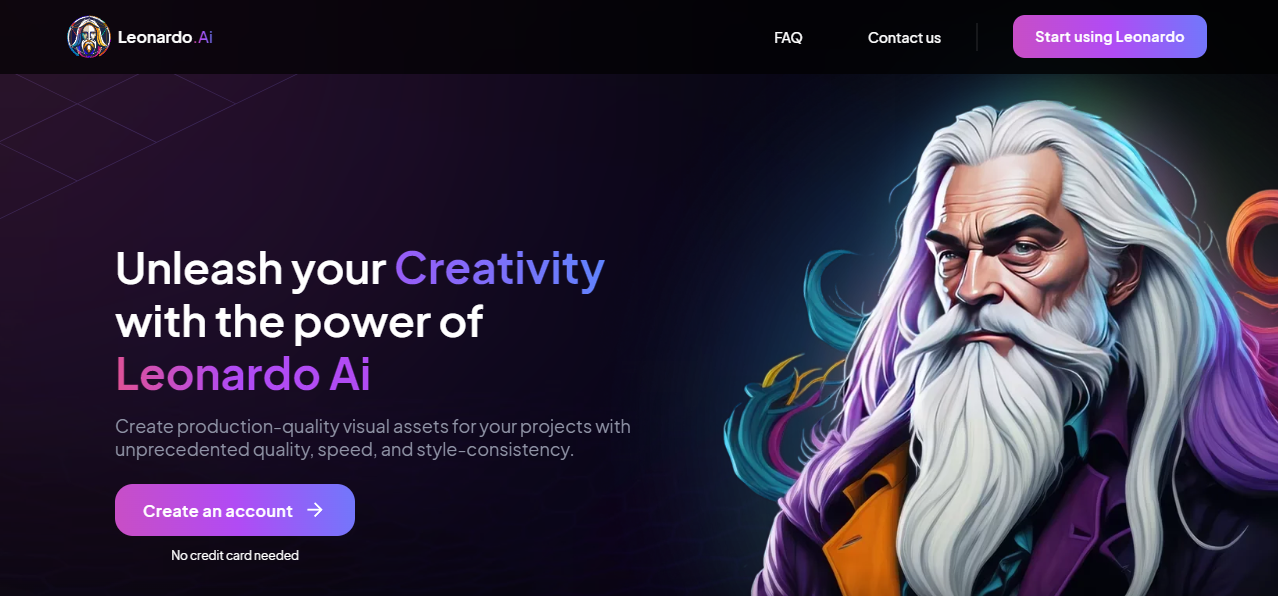 Leonardo.Ai
FAQ
Contact us
Start using Leonardo
Unleash your Creativity
with the power of
Leonardo Ai
Create production-quality visual assets for your projects with
unprecedented quality, speed, and style-consistency.
Create an account →
No credit card needed